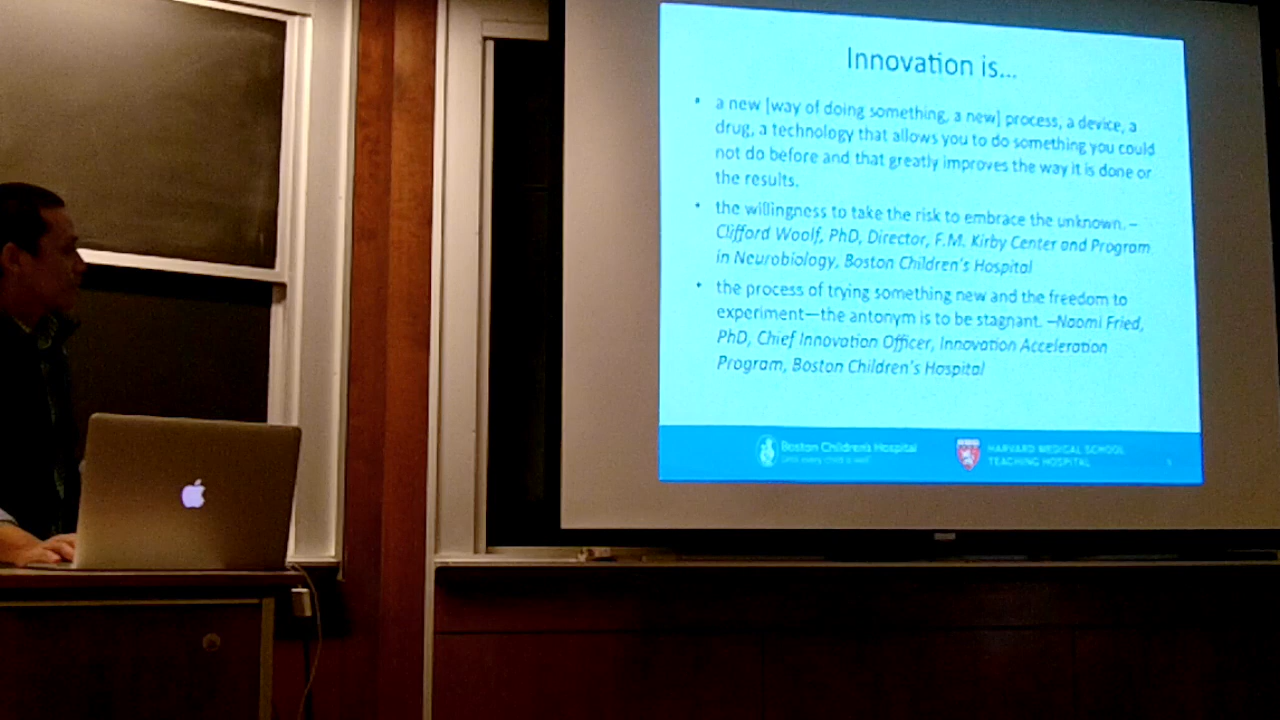 Innovation is...
• a new [way of doing something, a new] process, a device, a
drug, a technology that allows you to do something you could
not do before and that greatly improves the way it is done or
the results.
• the willingness to take the risk to embrace the unknown. –
Clifford Woolf, PhD, Director, F.M. Kirby Center and Program
in Neurobiology, Boston Children's Hospital
• the process of trying something new and the freedom to
experiment—the antonym is to be stagnant. –Naomi Fried,
PhD, Chief Innovation Officer, Innovation Acceleration
Program, Boston Children's Hospital
Boston Children's Hospital
Until every child is well
HARVARD MEDICAL SCHOOL
TEACHING HOSPITAL